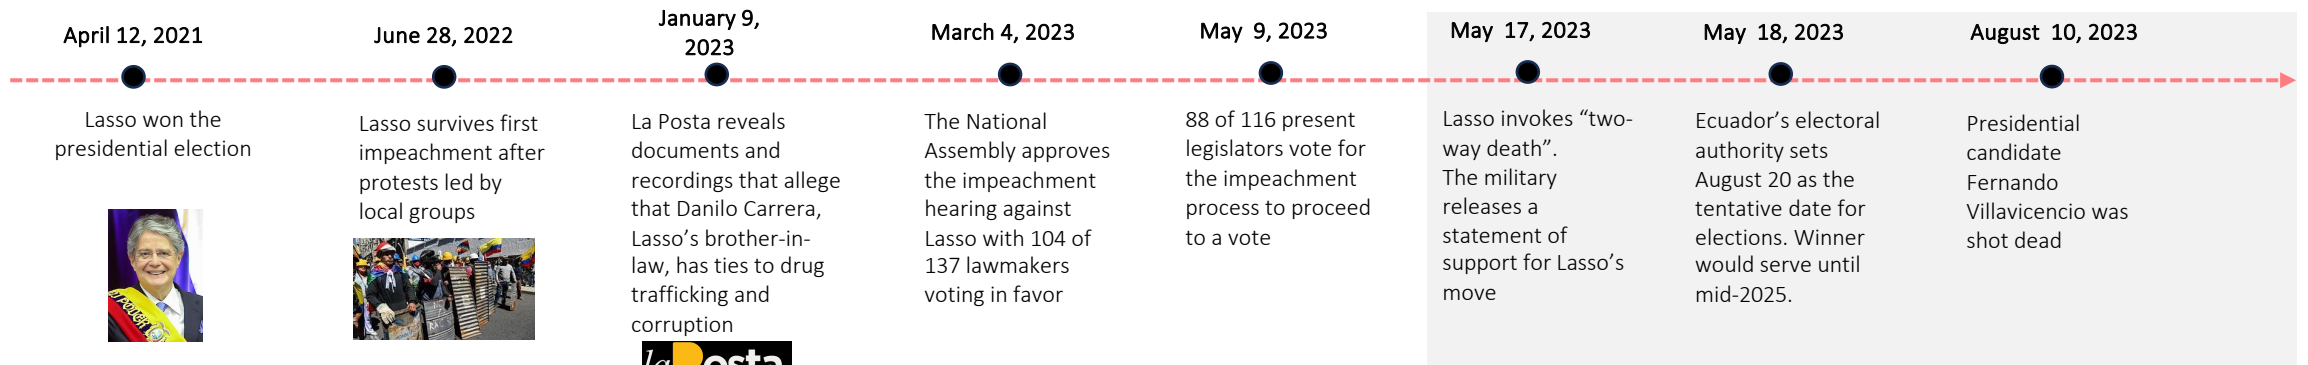 April 12, 2021
Lasso won the
presidential election
June 28, 2022
Lasso survives first
impeachment after
protests led by
local groups
January 9,
2023
La Posta reveals
documents and
recordings that allege
that Danilo Carrera,
Lasso’s brother-in-
law, has ties to drug
trafficking and
corruption
la Posta
March 4, 2023
The National
Assembly approves
the impeachment
hearing against
Lasso with 104 of
137 lawmakers
voting in favor
May 9, 2023
88 of 116 present
legislators vote for
the impeachment
process to proceed
to a vote
May 17, 2023
Lasso invokes “two-
way death”.
The military
releases a
statement of
support for Lasso’s
move
May 18, 2023
Ecuador’s electoral
authority sets
August 20 as the
tentative date for
elections. Winner
would serve until
mid-2025.
August 10, 2023
Presidential
candidate
Fernando
Villavicencio was
shot dead